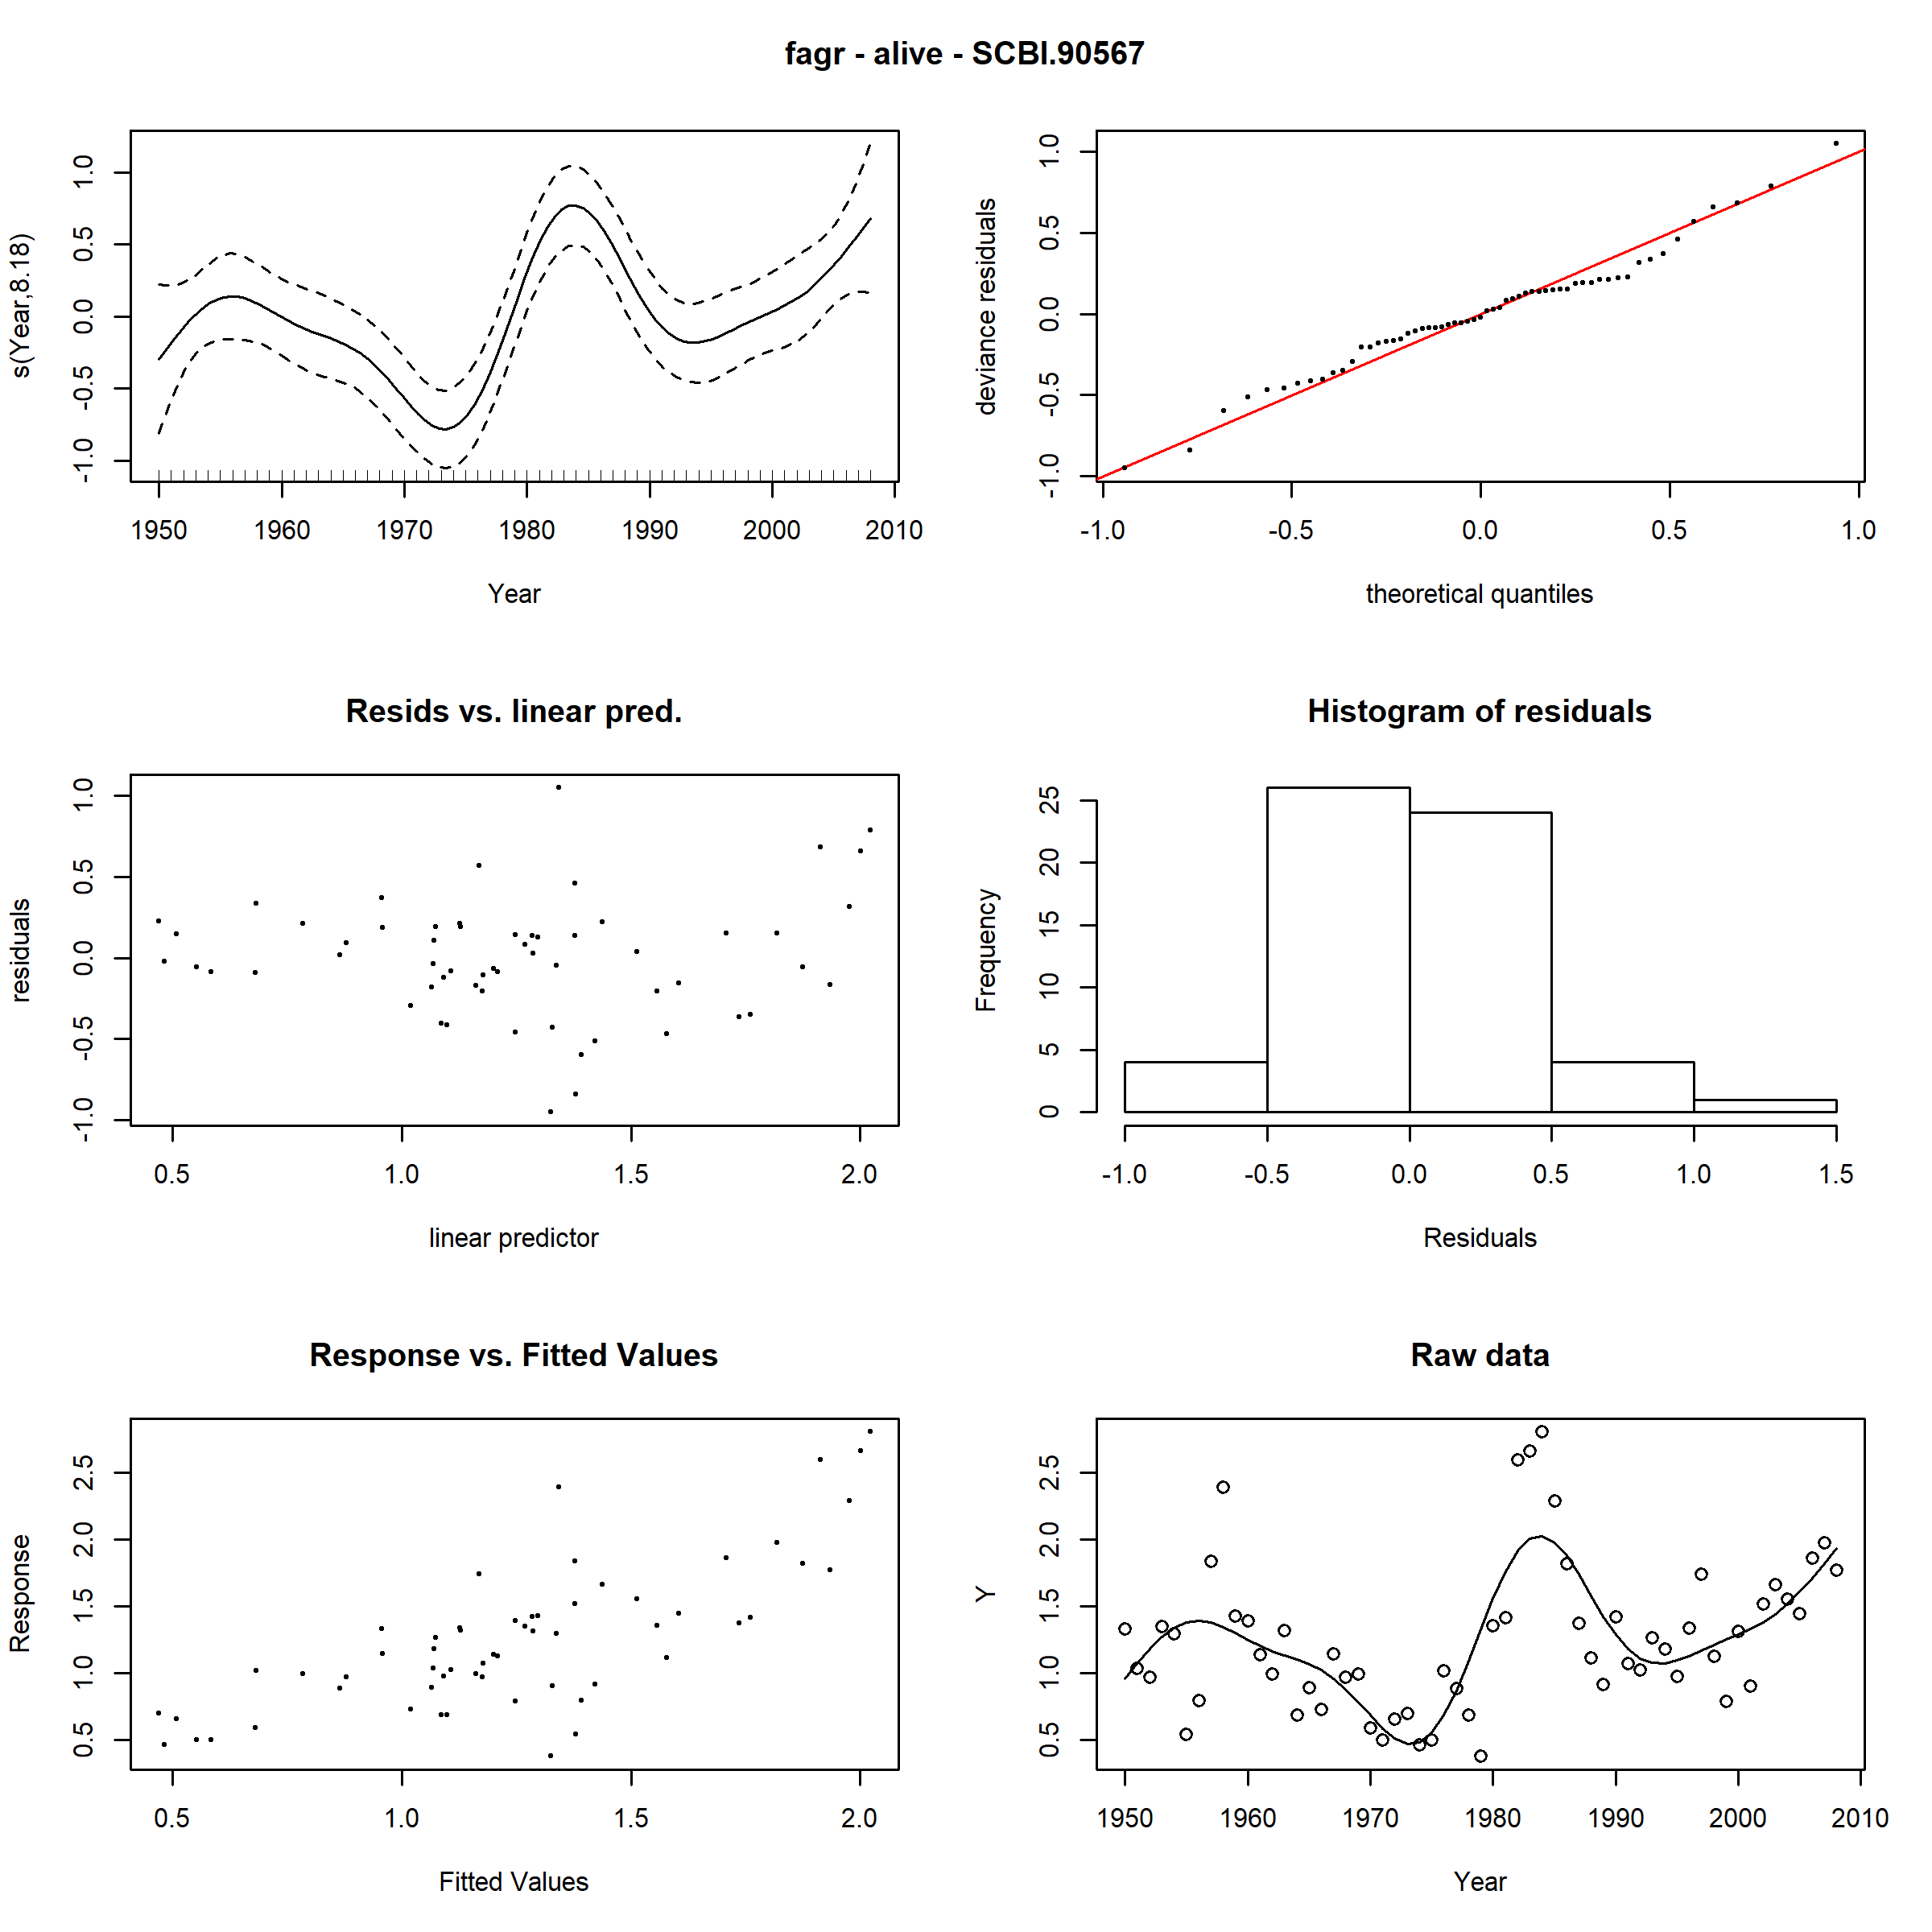 fagr - alive - SCBI.90567
s(Year,8.18)
-1.0 -0.5 0.0 0.5 1.0
1950 1960 1970 1980 1990 2000 2010
Year
deviance residuals
-1.0 -0.5 0.0 0.5 1.0
-1.0 -0.5 0.0 0.5 1.0
theoretical quantiles
Resids vs. linear pred.
residuals
-1.0 -0.5 0.0 0.5 1.0
0.5 1.0 1.5 2.0
linear predictor
Histogram of residuals
Frequency
0 5 10 15 20 25
-1.0 -0.5 0.0 0.5 1.0 1.5
Residuals
Response vs. Fitted Values
Response
0.5 1.0 1.5 2.0 2.5
0.5 1.0 1.5 2.0
Fitted Values
Raw data
Y
0.5 1.0 1.5 2.0 2.5
1950 1960 1970 1980 1990 2000 2010
Year